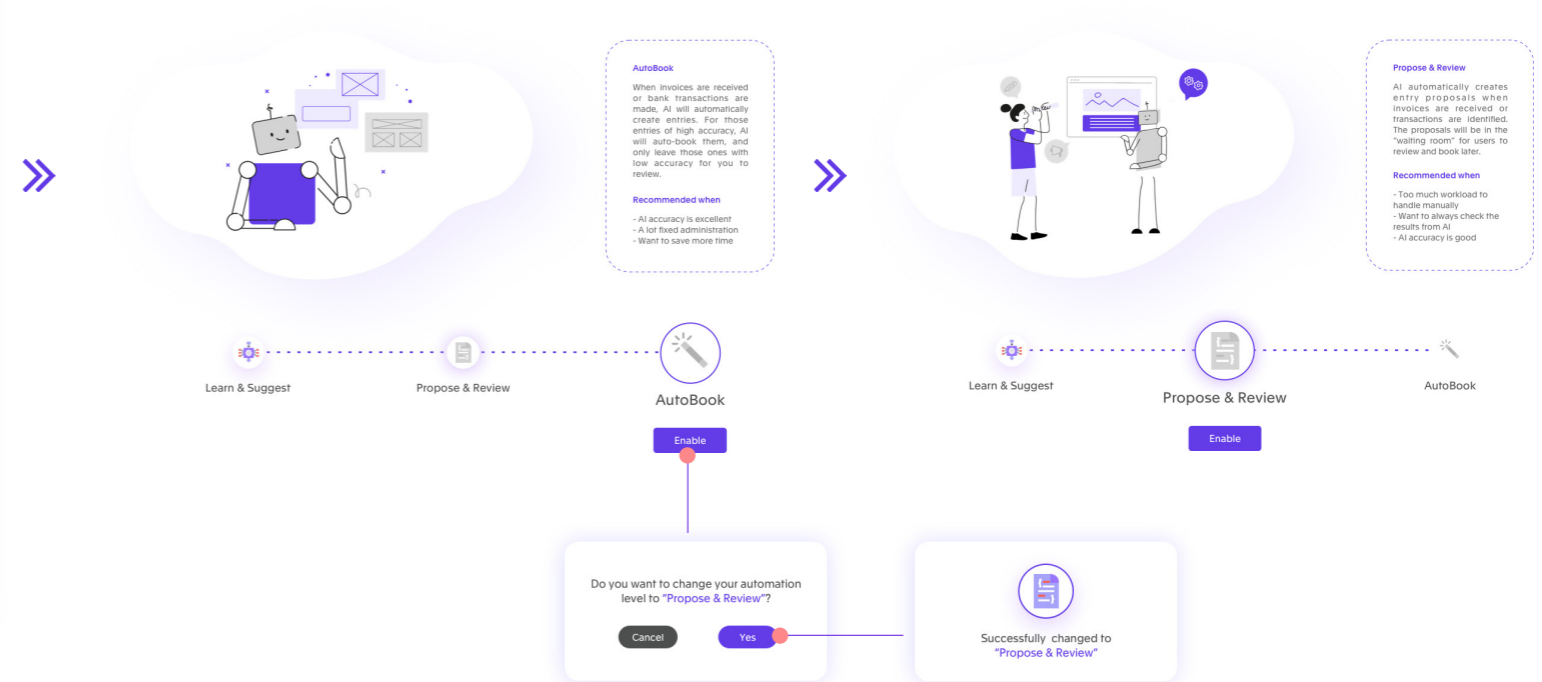 AutoBook
When invoices are received
or bank transactions are
made, AI will automatically
create entries. For those
entries of high accuracy, AI
will auto-book them, and
only leave those ones with
low accuracy for you to
review.
Recommended when
- AI accuracy is excellent
- A lot fixed administration
- Want to save more time
Learn & Suggest
Propose & Review
AutoBook
Enable
Propose & Review
AI automatically creates
entry proposals when
invoices are received or
transactions are identified.
The proposals will be in the
"waiting room" for users to
review and book later.
Recommended when
- Too much workload to
handle manually
- Want to always check the
results from AI
- AI accuracy is good
Learn & Suggest
Propose & Review
AutoBook
Enable
Do you want to change your automation
level to "Propose & Review"?
Cancel
Yes
Successfully changed to
"Propose & Review"